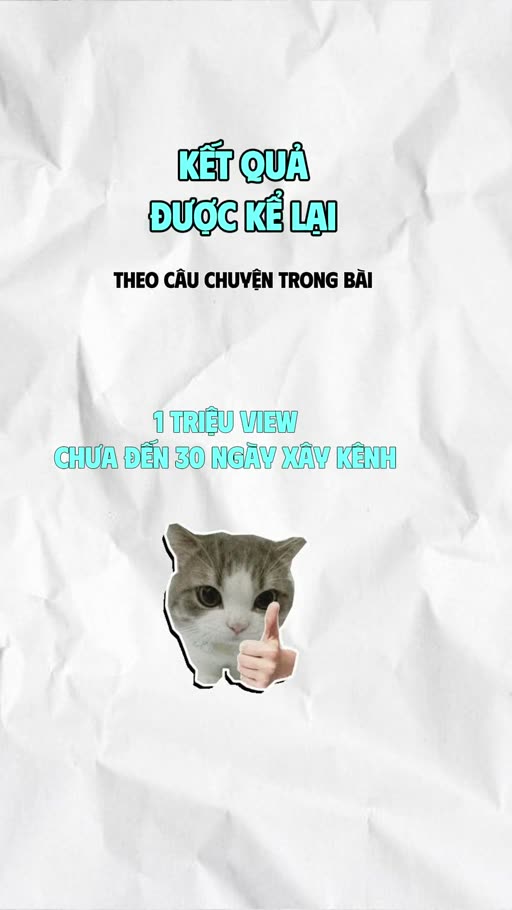 KẾT QUẢ
ĐƯỢC KỂ LẠI
THEO CÂU CHUYỆN TRONG BÀI
1 TRIỆU VIEW
CHƯA ĐẾN 30 NGÀY XÂY KÊNH